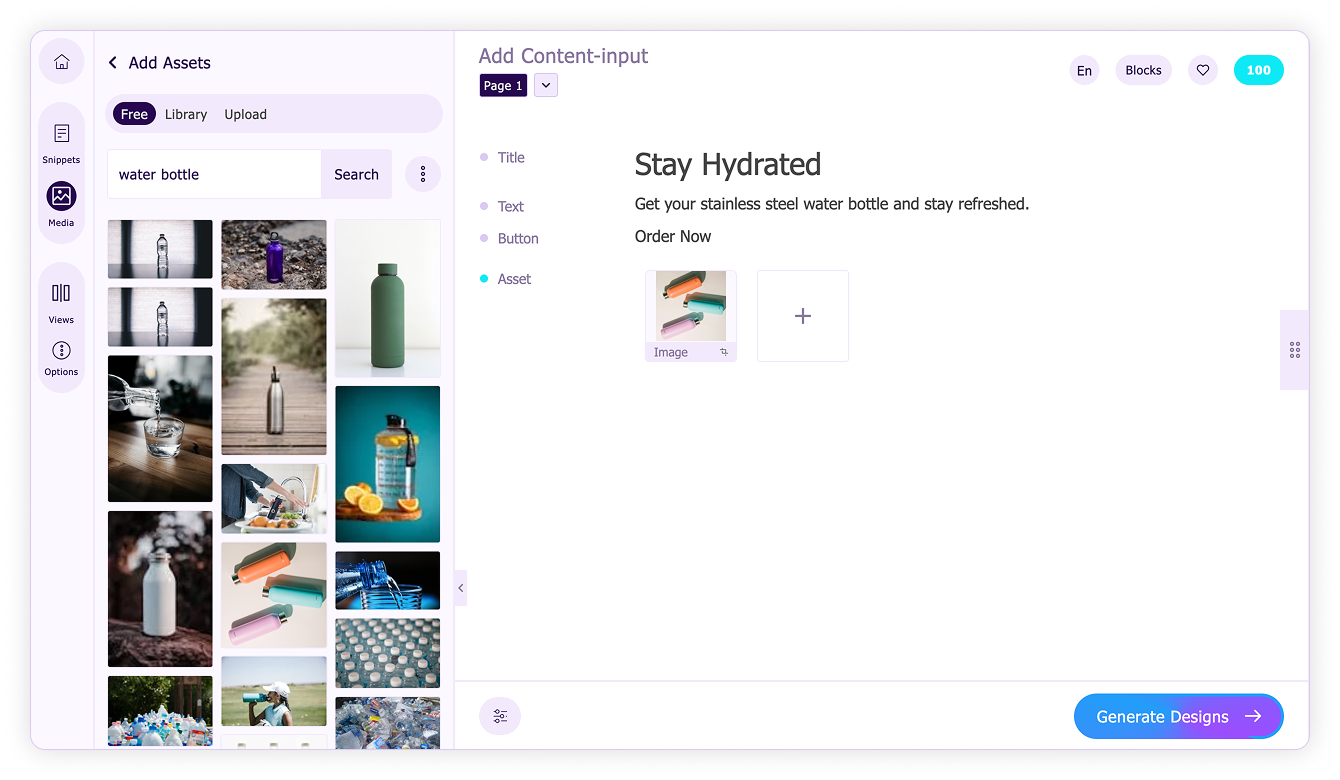 Snippets
Media
Views
Options
Add Assets
Free Library Upload
water bottle Search
Add Content-input
Page 1
En Blocks 100
Title Stay Hydrated
Text Get your stainless steel water bottle and stay refreshed.
Button Order Now
Asset
Image
Generate Designs